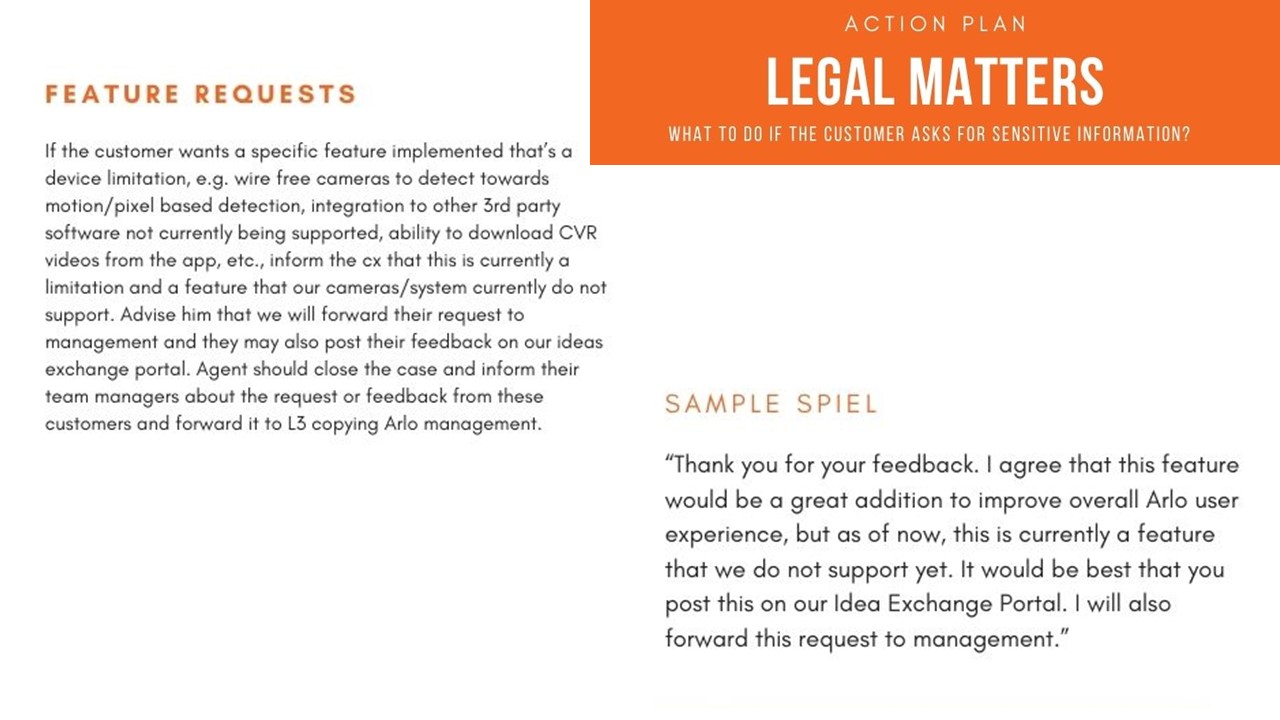 ACTION PLAN
LEGAL MATTERS
WHAT TO DO IF THE CUSTOMER ASKS FOR SENSITIVE INFORMATION?
FEATURE REQUESTS
If the customer wants a specific feature implemented that's a
device limitation, e.g. wire free cameras to detect towards
motion/pixel based detection, integration to other 3rd party
software not currently being supported, ability to download CVR
videos from the app, etc., inform the cx that this is currently a
limitation and a feature that our cameras/system currently do not
support. Advise him that we will forward their request to
management and they may also post their feedback on our ideas
exchange portal. Agent should close the case and inform their
team managers about the request or feedback from these
customers and forward it to L3 copying Arlo management.
SAMPLE SPIEL
“Thank you for your feedback. I agree that this feature
would be a great addition to improve overall Arlo user
experience, but as of now, this is currently a feature
that we do not support yet. It would be best that you
post this on our Idea Exchange Portal. I will also
forward this request to management.”